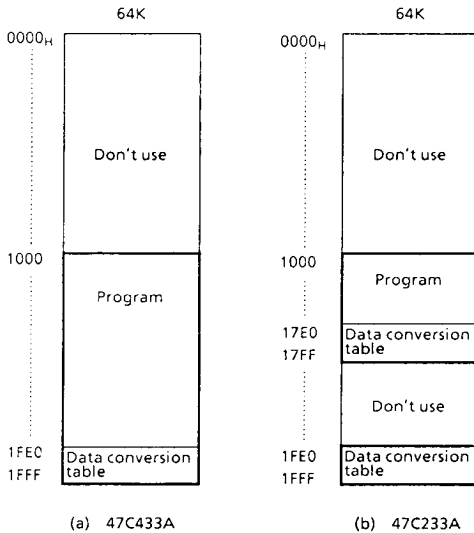 64K
0000H
Don't use
1000
Program
1FE0
Data conversion
table
1FFF
(a) 47C433A
64K
0000H
Don't use
1000
Program
17E0
Data conversion
17FF
table
Don't use
1FE0
Data conversion
1FFF
table
(b) 47C233A